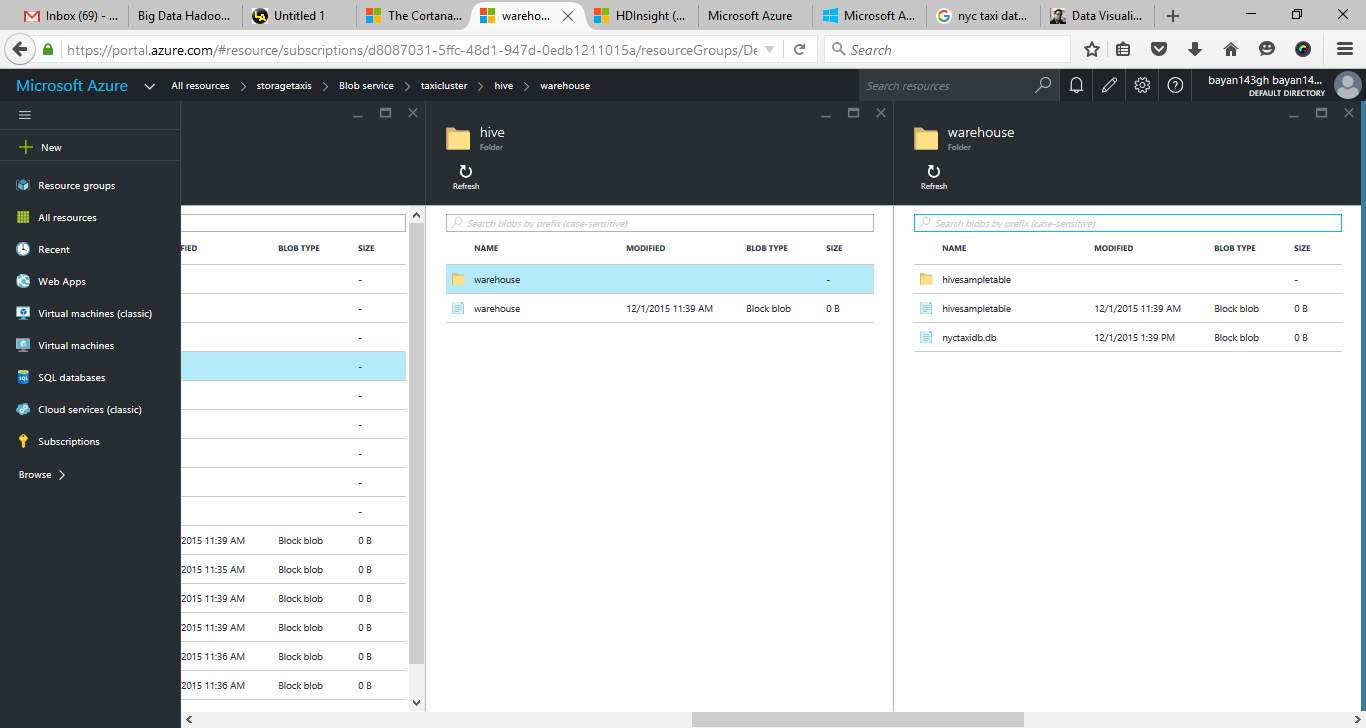 Inbox (69) - ...
Big Data Hadoo...
Untitled 1
The Cortana...
wareho...
HDInsight (...
Microsoft Azure
Microsoft A...
nyc taxi dat...
Data Visuali...
https://portal.azure.com/#resource/subscriptions/d8087031-5ffc-48d1-947d-0edb1211015a/resourceGroups/De
Search
Microsoft Azure
All resources > storagetaxis > Blob service > taxicluster > hive > warehouse
Search resources
bayan143gh bayan14...
DEFAULT DIRECTORY
New
Resource groups
All resources
Recent
Web Apps
Virtual machines (classic)
Virtual machines
SQL databases
Cloud services (classic)
Subscriptions
Browse >
FIED BLOB TYPE SIZE
-
-
-
-
-
-
-
-
-
2015 11:39 AM Block blob 0 B
2015 11:35 AM Block blob 0 B
2015 11:39 AM Block blob 0 B
2015 11:39 AM Block blob 0 B
2015 11:36 AM Block blob 0 B
2015 11:36 AM Block blob 0 B
hive
Folder
Refresh
Search blobs by prefix (case-sensitive)
NAME MODIFIED BLOB TYPE SIZE
warehouse -
warehouse 12/1/2015 11:39 AM Block blob 0 B
warehouse
Folder
Refresh
Search blobs by prefix (case-sensitive)
NAME MODIFIED BLOB TYPE SIZE
hivesampletable -
hivesampletable 12/1/2015 11:39 AM Block blob 0 B
nyctaxidb.db 12/1/2015 1:39 PM Block blob 0 B